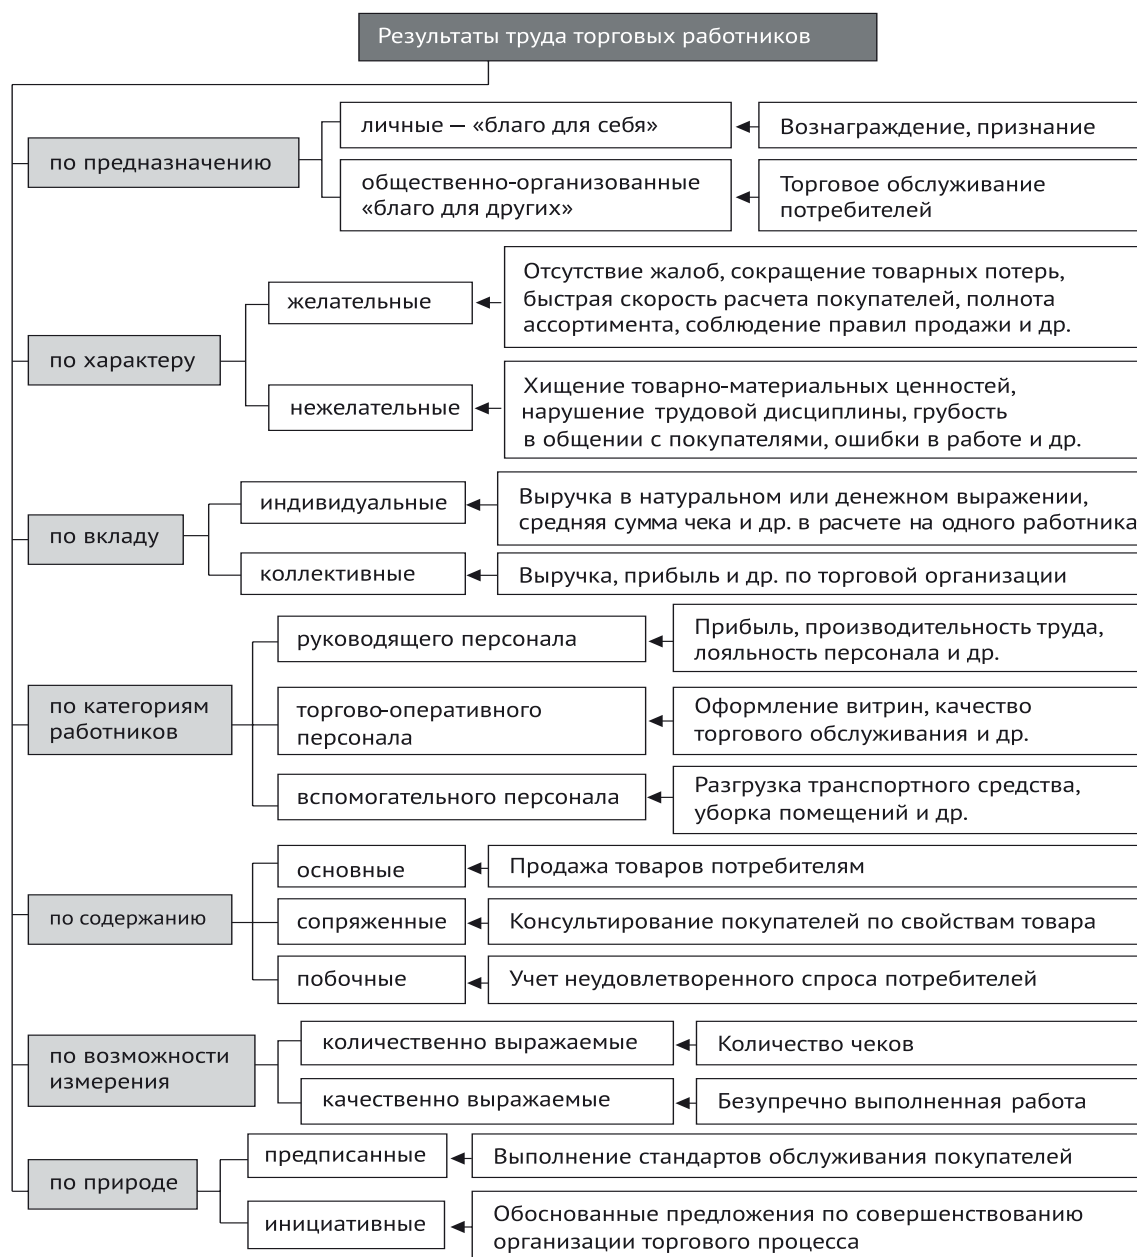 Результаты труда торговых работников
по предназначению
личные – «благо для себя»
Вознаграждение, признание
общественно-организованные
«благо для других»
Торговое обслуживание
потребителей
по характеру
желательные
Отсутствие жалоб, сокращение товарных потерь,
быстрая скорость расчета покупателей, полнота
ассортимента, соблюдение правил продажи и др.
нежелательные
Хищение товарно-материальных ценностей,
нарушение трудовой дисциплины, грубость
в общении с покупателями, ошибки в работе и др.
по вкладу
индивидуальные
Выручка в натуральном или денежном выражении,
средняя сумма чека и др. в расчете на одного работника
коллективные
Выручка, прибыль и др. по торговой организации
по категориям
работников
руководящего персонала
Прибыль, производительность труда,
лояльность персонала и др.
торгово-оперативного
персонала
Оформление витрин, качество
торгового обслуживания и др.
вспомогательного персонала
Разгрузка транспортного средства,
уборка помещений и др.
по содержанию
основные
Продажа товаров потребителям
сопряженные
Консультирование покупателей по свойствам товара
побочные
Учет неудовлетворенного спроса потребителей
по возможности
измерения
количественно выражаемые
Количество чеков
качественно выражаемые
Безупречно выполненная работа
по природе
предписанные
Выполнение стандартов обслуживания покупателей
инициативные
Обоснованные предложения по совершенствованию
организации торгового процесса